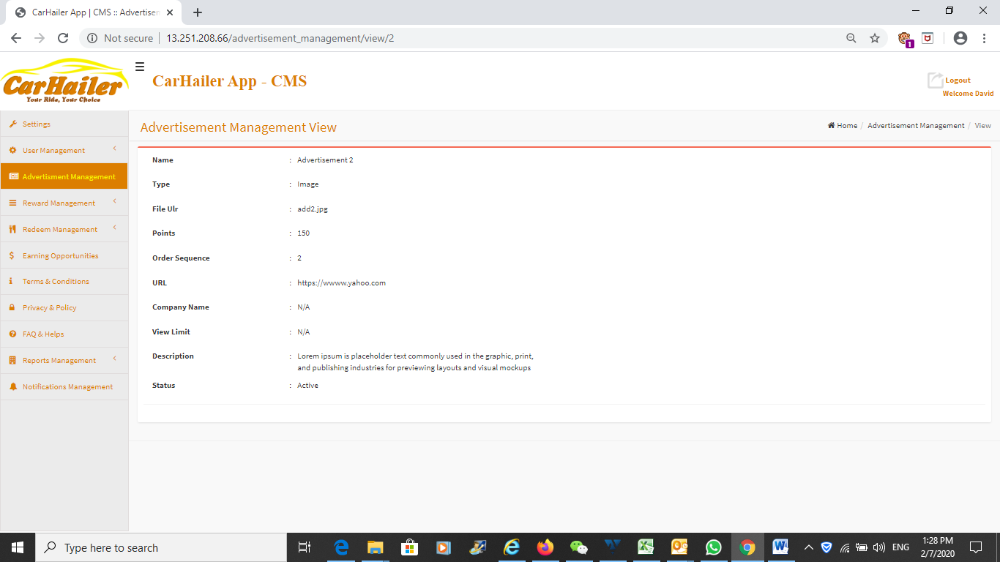 CarHailer App | CMS :: Advertisen
Not secure
13.251.208.66/advertisement_management/view/2
1
CarHailer
Your Ride, Your Choice
CarHailer App - CMS
Logout
Welcome David
Settings
User Management
Advertisment Management
Reward Management
Redeem Management
Earning Opportunities
Terms & Conditions
Privacy & Policy
FAQ & Helps
Reports Management
Notifications Management
Advertisement Management View
Home / Advertisement Management / View
Name : Advertisement 2
Type : Image
File Ulr : add2.jpg
Points : 150
Order Sequence : 2
URL : https://wwww.yahoo.com
Company Name : N/A
View Limit : N/A
Description : Lorem ipsum is placeholder text commonly used in the graphic, print,
and publishing industries for previewing layouts and visual mockups
Status : Active
Type here to search
ENG
1:28 PM
2/7/2020